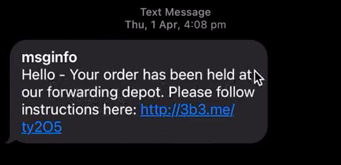 Text Message
Thu, 1 Apr, 4:08 pm
msginfo
Hello - Your order has been held at
our forwarding depot. Please follow
instructions here: http://3b3.me/
ty2O5